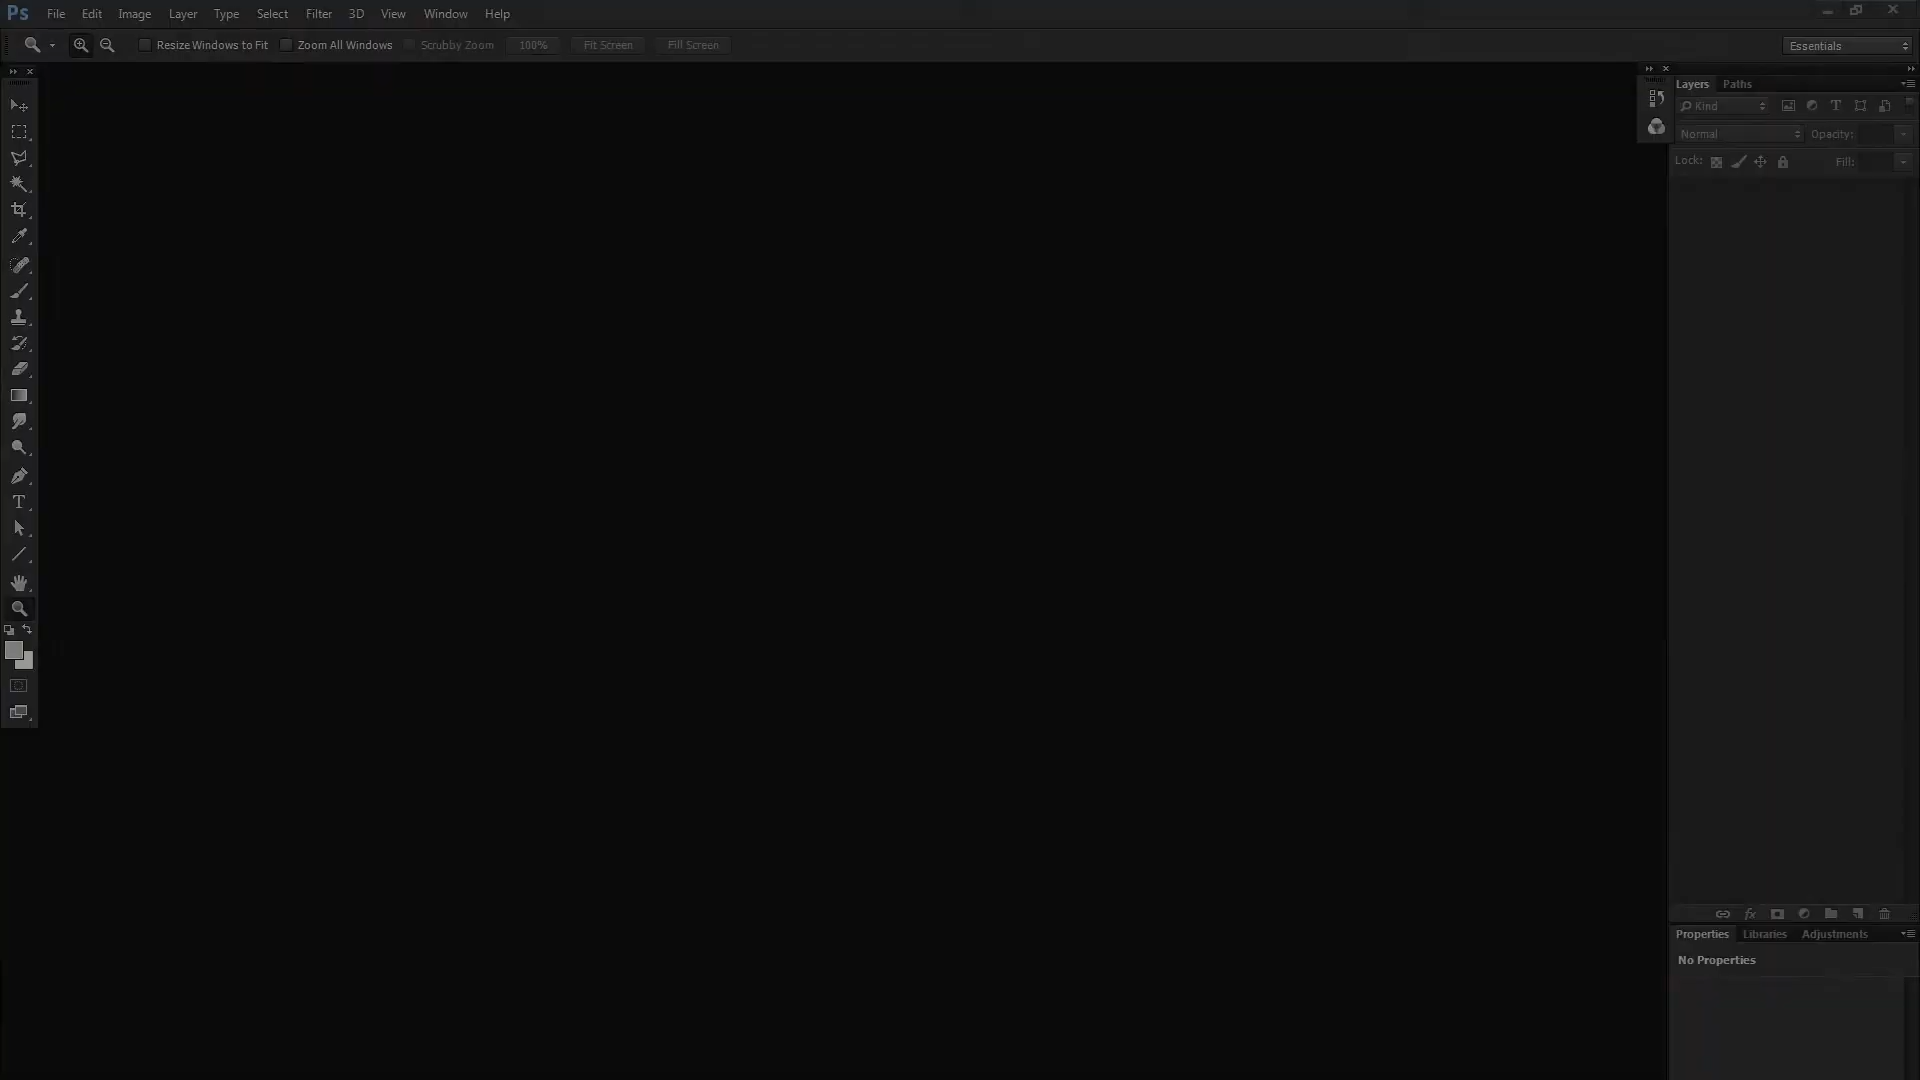 Ps File Edit Image Layer Type Select Filter 3D View Window Help
Resize Windows to Fit Zoom All Windows Scrubby Zoom 100% Fit Screen Fill Screen Essentials
Layers Paths
Kind
Normal Opacity:
Lock: Fill:
T
fx
Properties Libraries Adjustments
No Properties